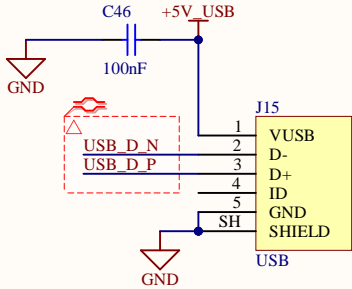 C46
+5V_USB
100nF
GND
J15
1 VUSB
USB_D_N 2 D-
USB_D_P 3 D+
4 ID
5 GND
SH SHIELD
GND
USB